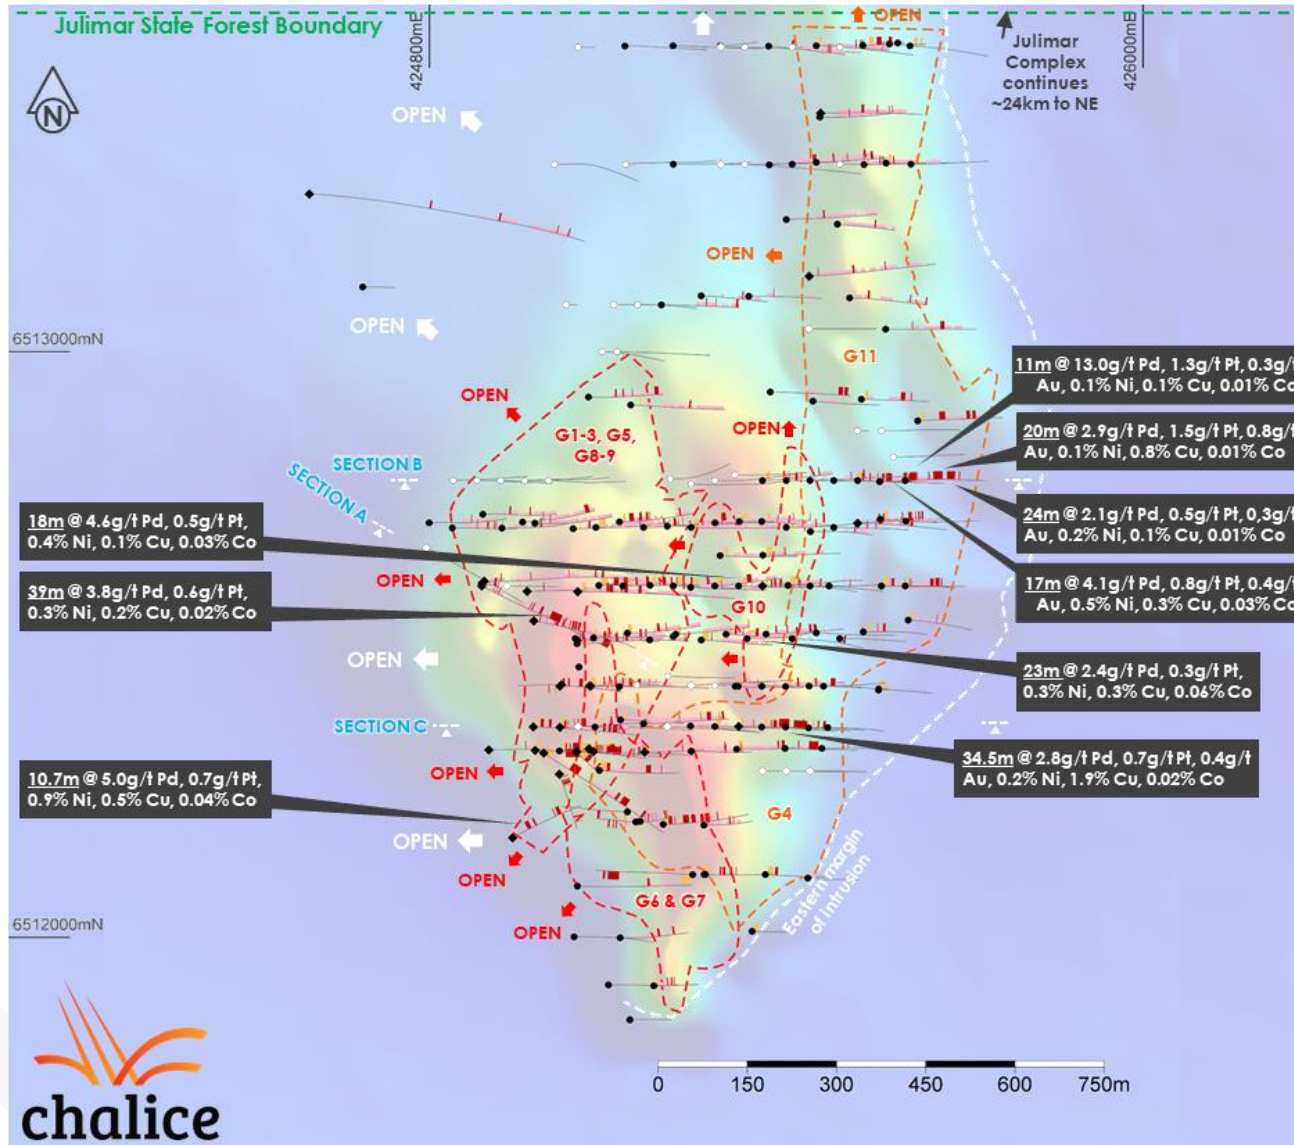 Julimar State Forest Boundary
424800mE
OPEN
426000mE
Julimar
Complex
continues
~24km to NE
N
OPEN
OPEN
OPEN
6513000mN
G11
11m @ 13.0g/t Pd, 1.3g/t Pt, 0.3g/t
Au, 0.1% Ni, 0.1% Cu, 0.01% Co
OPEN
OPEN
G1-3, G5,
G8-9
20m @ 2.9g/t Pd, 1.5g/t Pt, 0.8g/t
Au, 0.1% Ni, 0.8% Cu, 0.01% Co
SECTION B
SECTION A
18m @ 4.6g/t Pd, 0.5g/t Pt,
0.4% Ni, 0.1% Cu, 0.03% Co
24m @ 2.1g/t Pd, 0.5g/t Pt, 0.3g/t
Au, 0.2% Ni, 0.1% Cu, 0.01% Co
OPEN
39m @ 3.8g/t Pd, 0.6g/t Pt,
0.3% Ni, 0.2% Cu, 0.02% Co
17m @ 4.1g/t Pd, 0.8g/t Pt, 0.4g/t
Au, 0.5% Ni, 0.3% Cu, 0.03% Co
G10
OPEN
23m @ 2.4g/t Pd, 0.3g/t Pt,
0.3% Ni, 0.3% Cu, 0.06% Co
SECTION C
34.5m @ 2.8g/t Pd, 0.7g/t Pt, 0.4g/t
Au, 0.2% Ni, 1.9% Cu, 0.02% Co
OPEN
10.7m @ 5.0g/t Pd, 0.7g/t Pt,
0.9% Ni, 0.5% Cu, 0.04% Co
G4
OPEN
OPEN
G6 & G7
Eastern margin
of intrusion
6512000mN
OPEN
chalice
0 150 300 450 600 750m